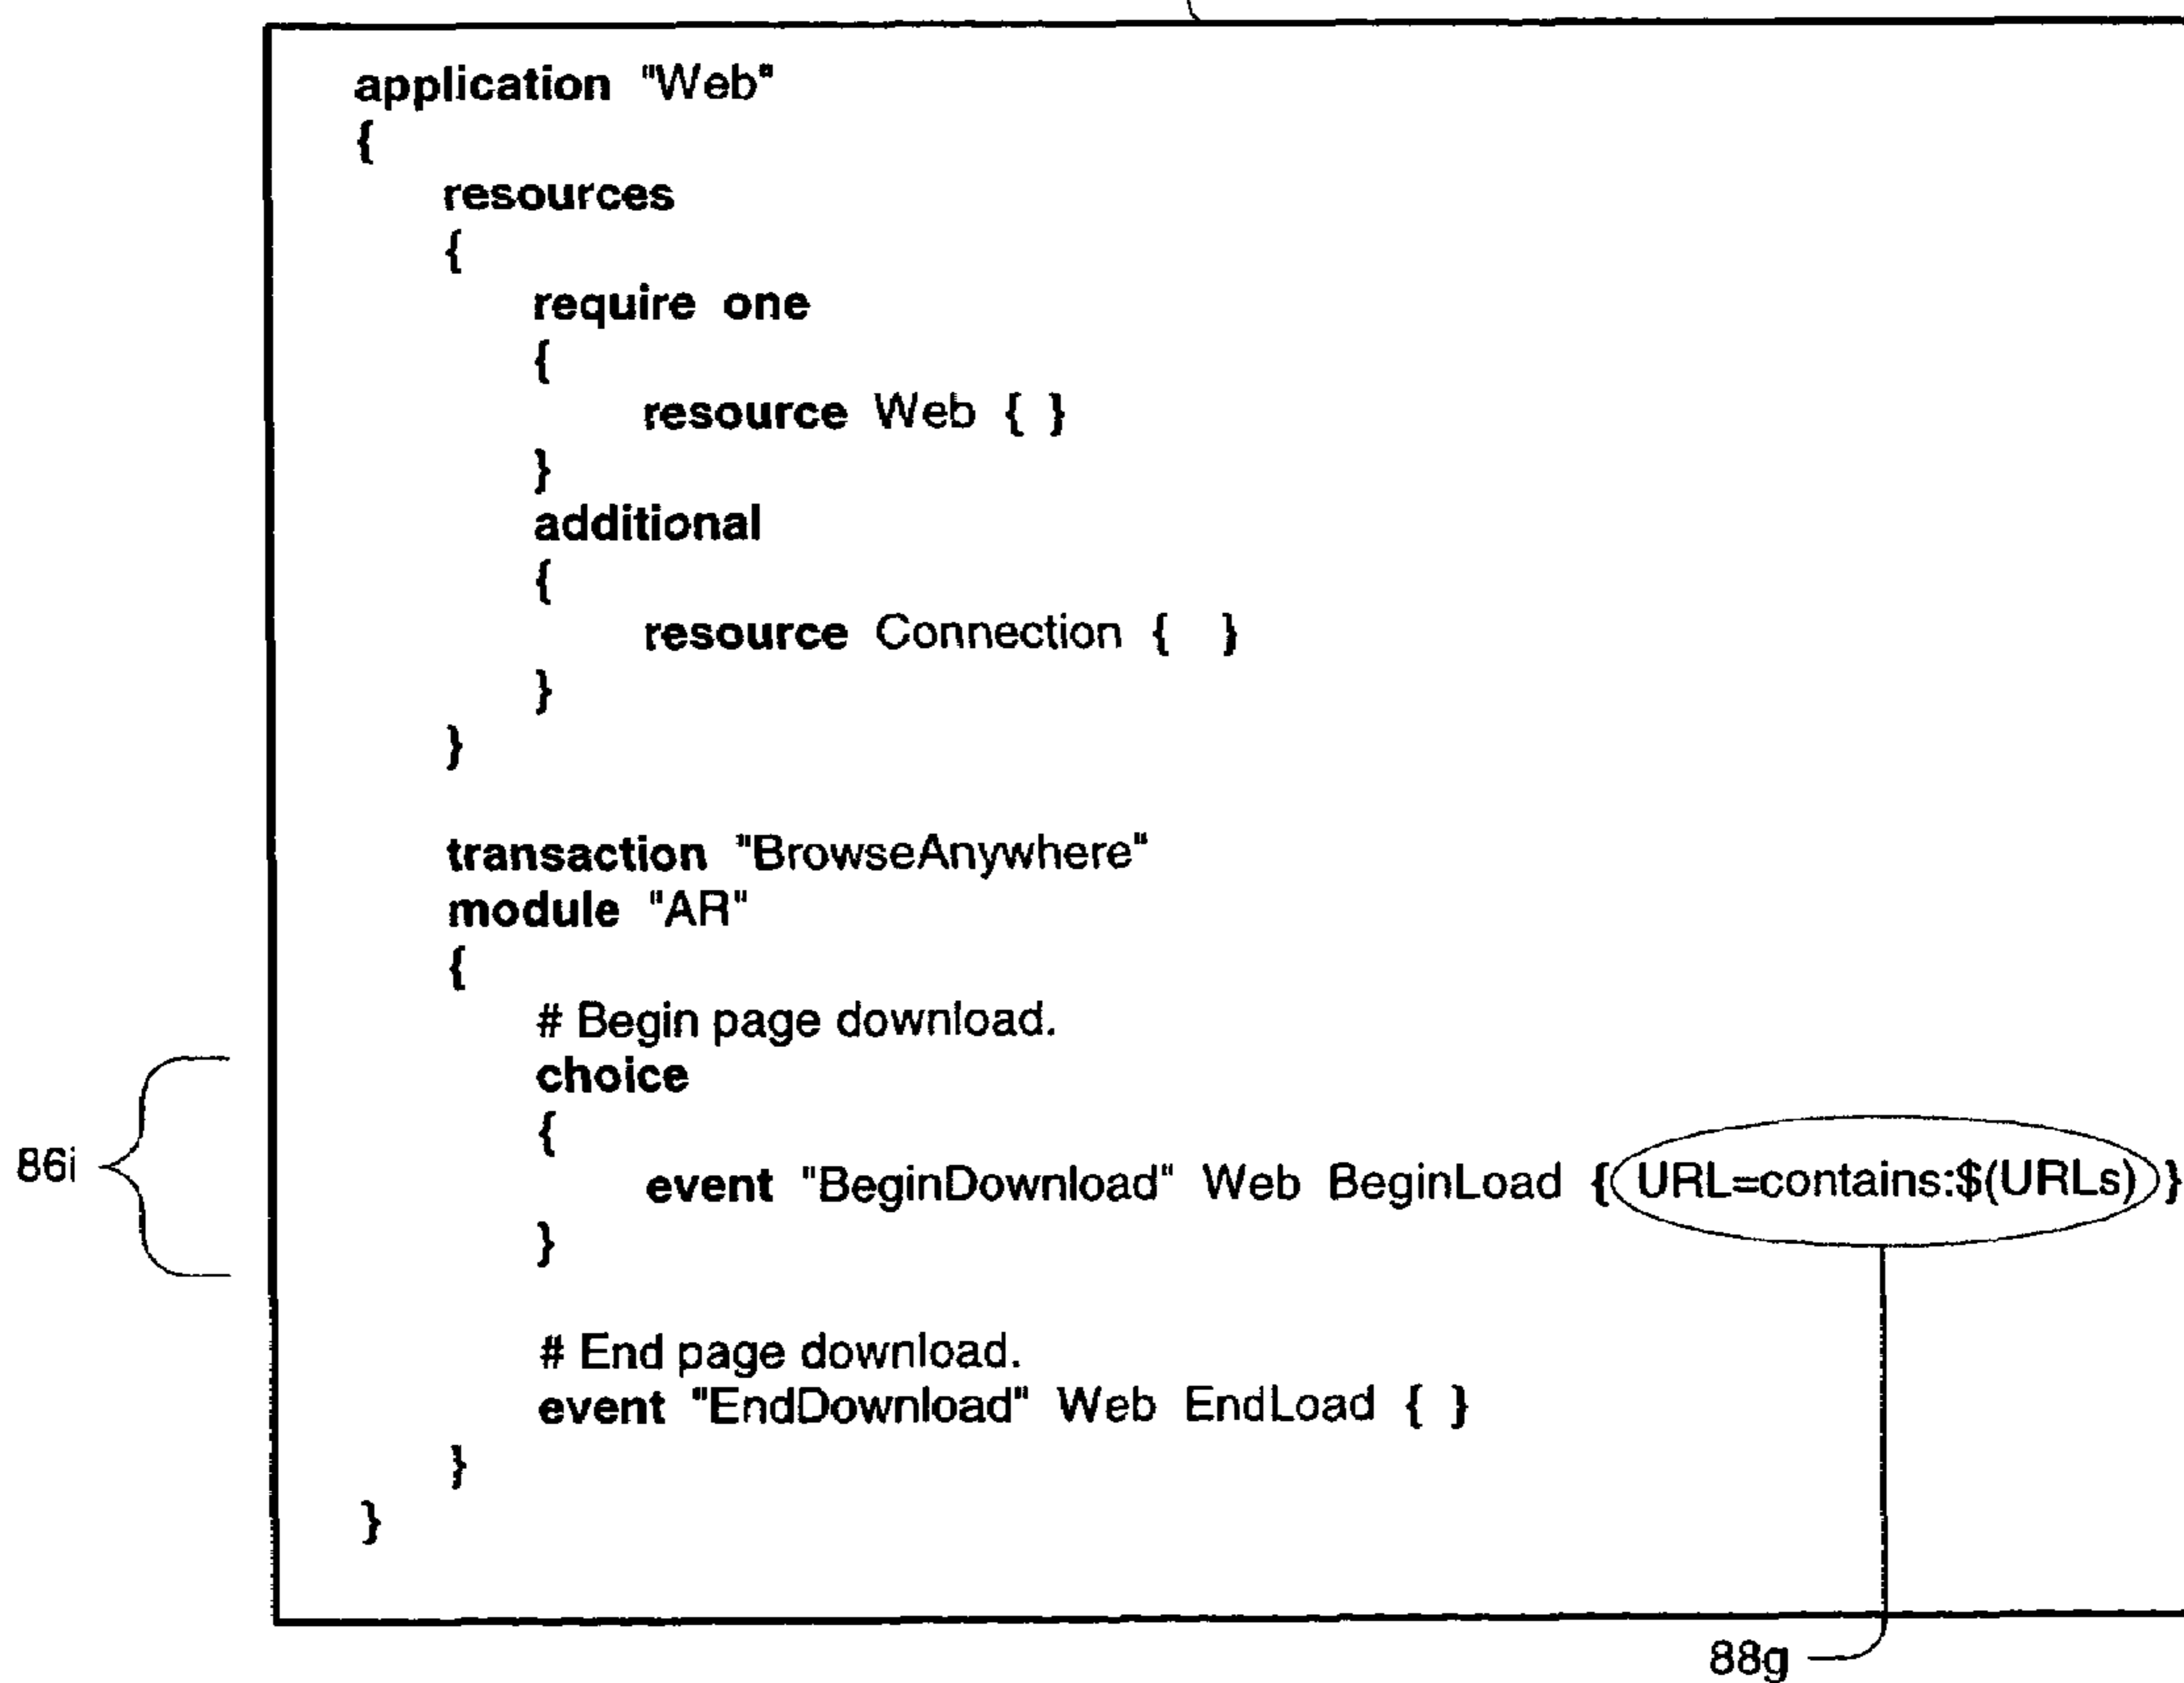 application "Web"
{
resources
{
require one
{
resource Web { }
}
additional
{
resource Connection { }
}
}
transaction "BrowseAnywhere"
module "AR"
{
# Begin page download.
choice
{
86i
event "BeginDownload" Web BeginLoad { URL=contains:$(URLs) }
}
# End page download.
event "EndDownload" Web EndLoad { }
}
}
88g